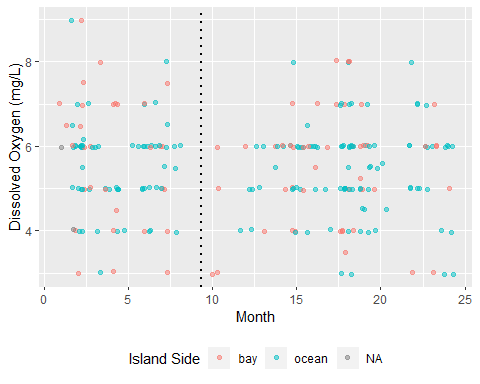 Dissolved Oxygen (mg/L)
8
6
4
0 5 10 15 20 25
Month
Island Side bay ocean NA